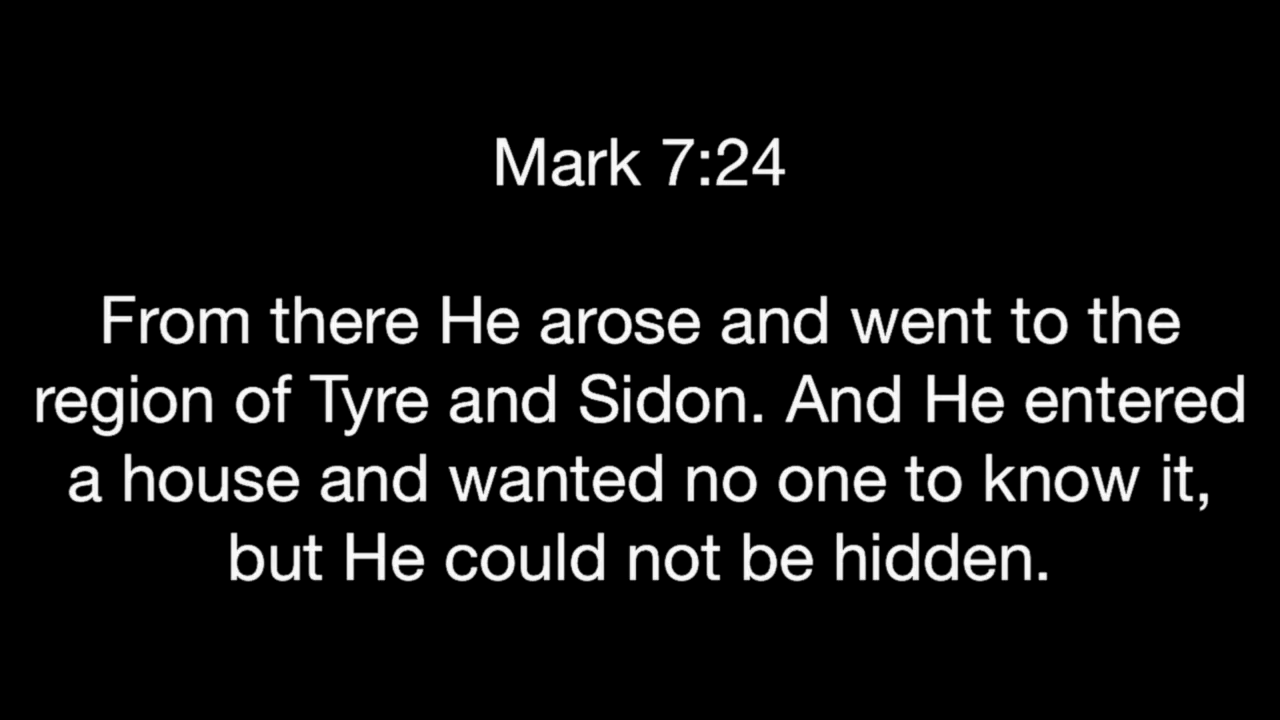 Mark 7:24
From there He arose and went to the
region of Tyre and Sidon. And He entered
a house and wanted no one to know it,
but He could not be hidden.